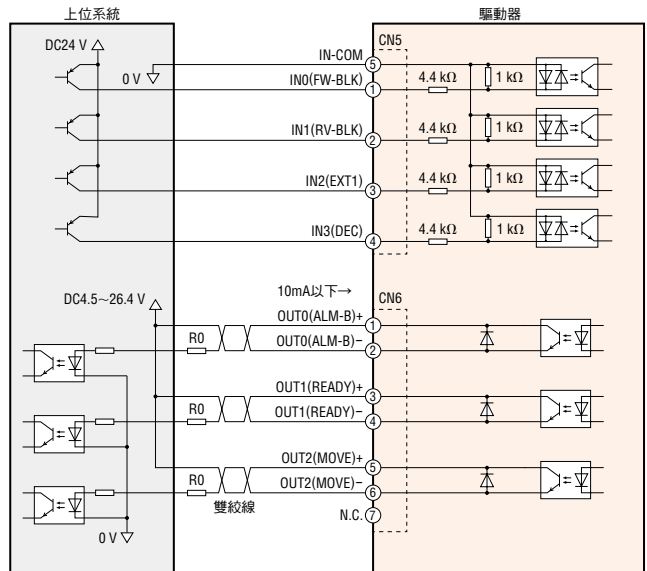 上位系統
驅動器
DC24 V
0 V
IN-COM
CN5
5
IN0(FW-BLK)
1
4.4 kΩ
1 kΩ
IN1(RV-BLK)
2
4.4 kΩ
1 kΩ
IN2(EXT1)
3
4.4 kΩ
1 kΩ
IN3(DEC)
4
4.4 kΩ
1 kΩ
DC4.5~26.4 V
10mA以下→
CN6
OUT0(ALM-B)+
1
R0
OUT0(ALM-B)−
2
OUT1(READY)+
3
R0
OUT1(READY)−
4
OUT2(MOVE)+
5
R0
OUT2(MOVE)−
6
雙絞線
N.C.
7
0 V